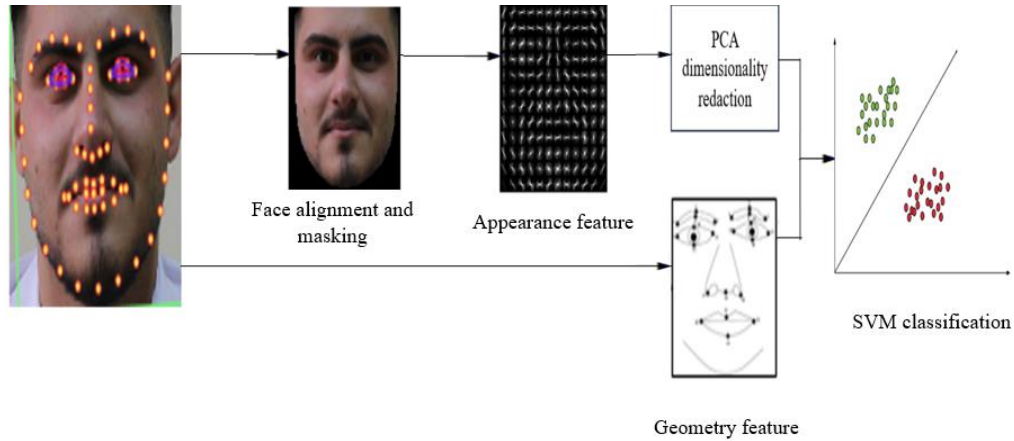 PCA
dimensionality
redaction
Face alignment and
masking
Appearance feature
SVM classification
Geometry feature